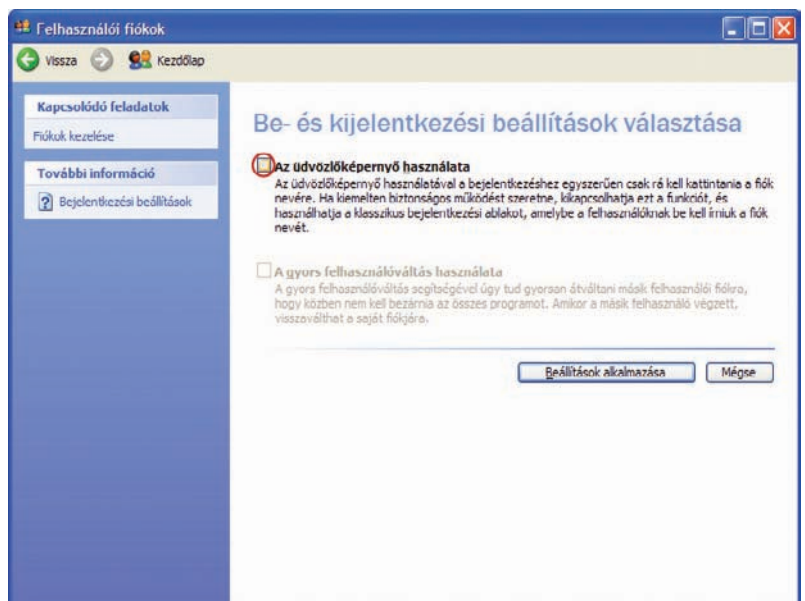 Felhasználói fiókok
Vissza Kezdőlap
Kapcsolódó feladatok
Fiókok kezelése
További információ
Bejelentkezési beállítások
Be- és kijelentkezési beállítások választása
Az üdvözlőképernyő használata
Az üdvözlőképernyő használatával a bejelentkezéshez egyszerűen csak rá kell kattintania a fiók
nevére. Ha kiemelten biztonságos működést szeretne, kikapcsolhatja ezt a funkciót, és
használhatja a klasszikus bejelentkezési ablakot, amelybe a felhasználóknak be kell írniuk a fiók
nevét.
A gyors felhasználóváltás használata
A gyors felhasználóváltás segítségével úgy tud gyorsan átváltani másik felhasználói fiókra,
hogy közben nem kell bezárnia az összes programot. Amikor a másik felhasználó végzett,
visszaválthat a saját fiókjára.
Beállítások alkalmazása Mégse